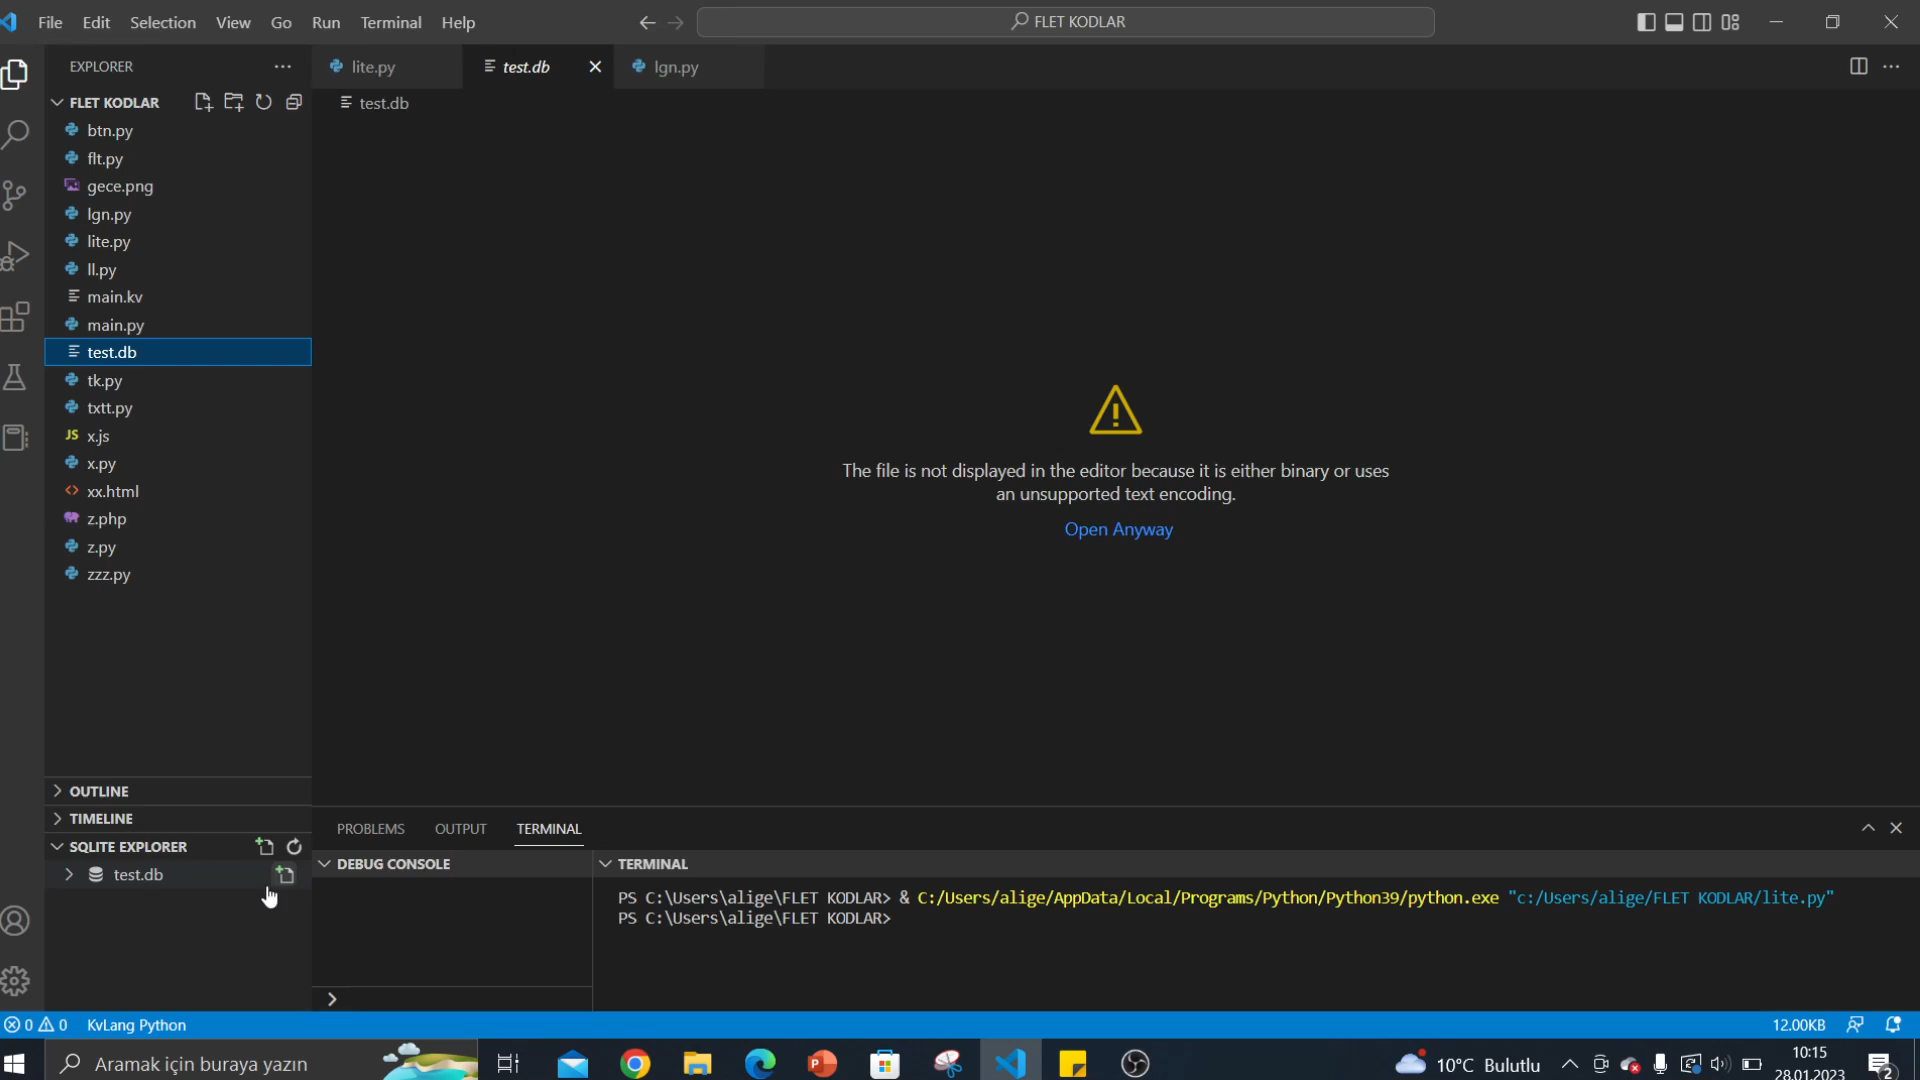 File Edit Selection View Go Run Terminal Help
FLET KODLAR
EXPLORER
lite.py
test.db
lgn.py
FLET KODLAR
test.db
btn.py
flt.py
gece.png
lgn.py
lite.py
ll.py
main.kv
main.py
test.db
tk.py
txtt.py
JS x.js
x.py
xx.html
z.php
z.py
zzz.py
The file is not displayed in the editor because it is either binary or uses
an unsupported text encoding.
Open Anyway
OUTLINE
TIMELINE
SQLITE EXPLORER
test.db
PROBLEMS OUTPUT TERMINAL
DEBUG CONSOLE
TERMINAL
PS C:\Users\alige\FLET KODLAR> & C:/Users/alige/AppData/Local/Programs/Python/Python39/python.exe "c:/Users/alige/FLET KODLAR/lite.py"
PS C:\Users\alige\FLET KODLAR>
0 0 KvLang Python
12.00KB
Aramak için buraya yazın
10°C Bulutlu
10:15
28.01.2023
2